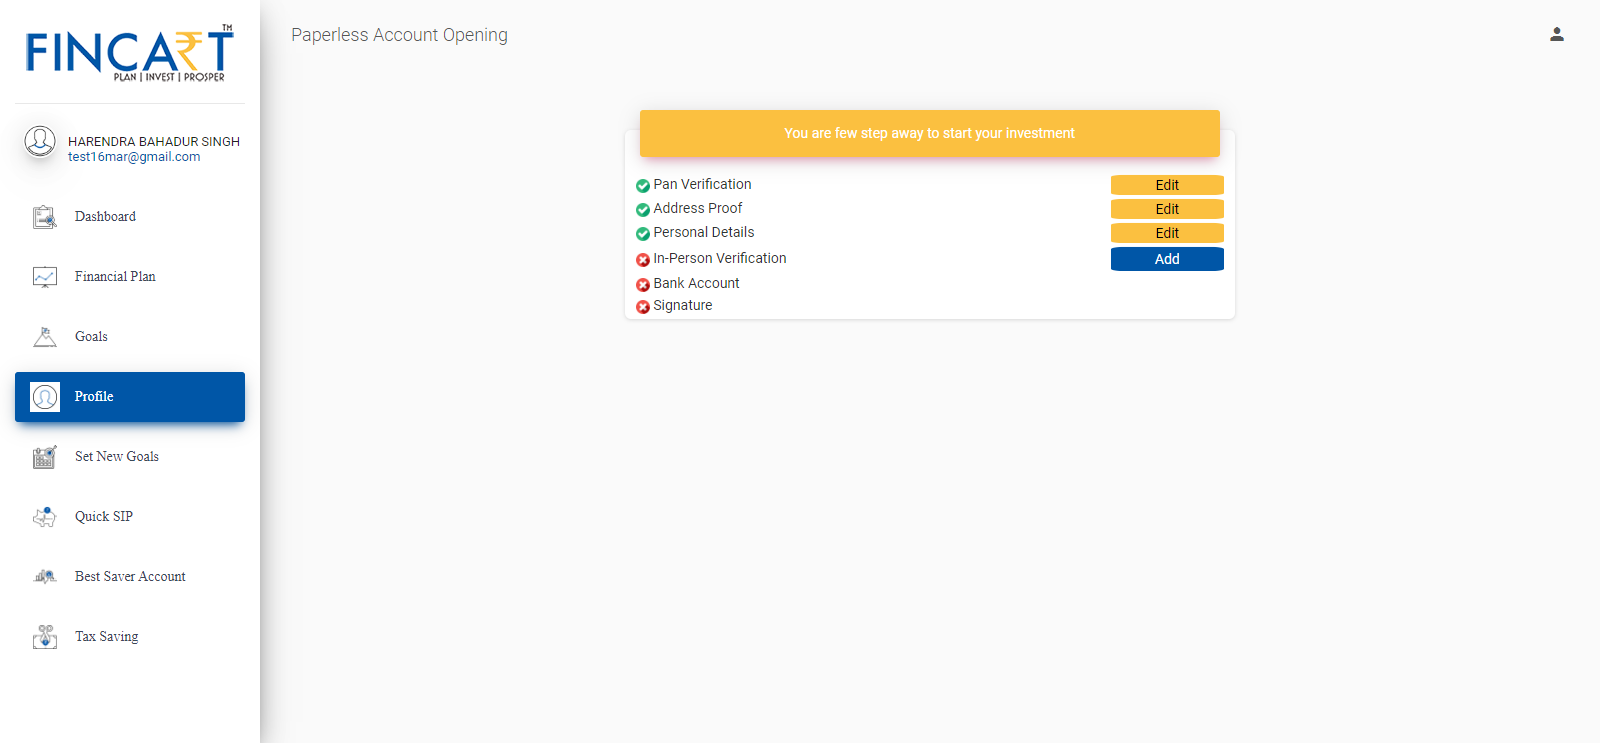 FINCART™
PLAN | INVEST | PROSPER
HARENDRA BAHADUR SINGH
test16mar@gmail.com
Dashboard
Financial Plan
Goals
Profile
Set New Goals
Quick SIP
Best Saver Account
Tax Saving
Paperless Account Opening
You are few step away to start your investment
Pan Verification Edit
Address Proof Edit
Personal Details Edit
In-Person Verification Add
Bank Account
Signature